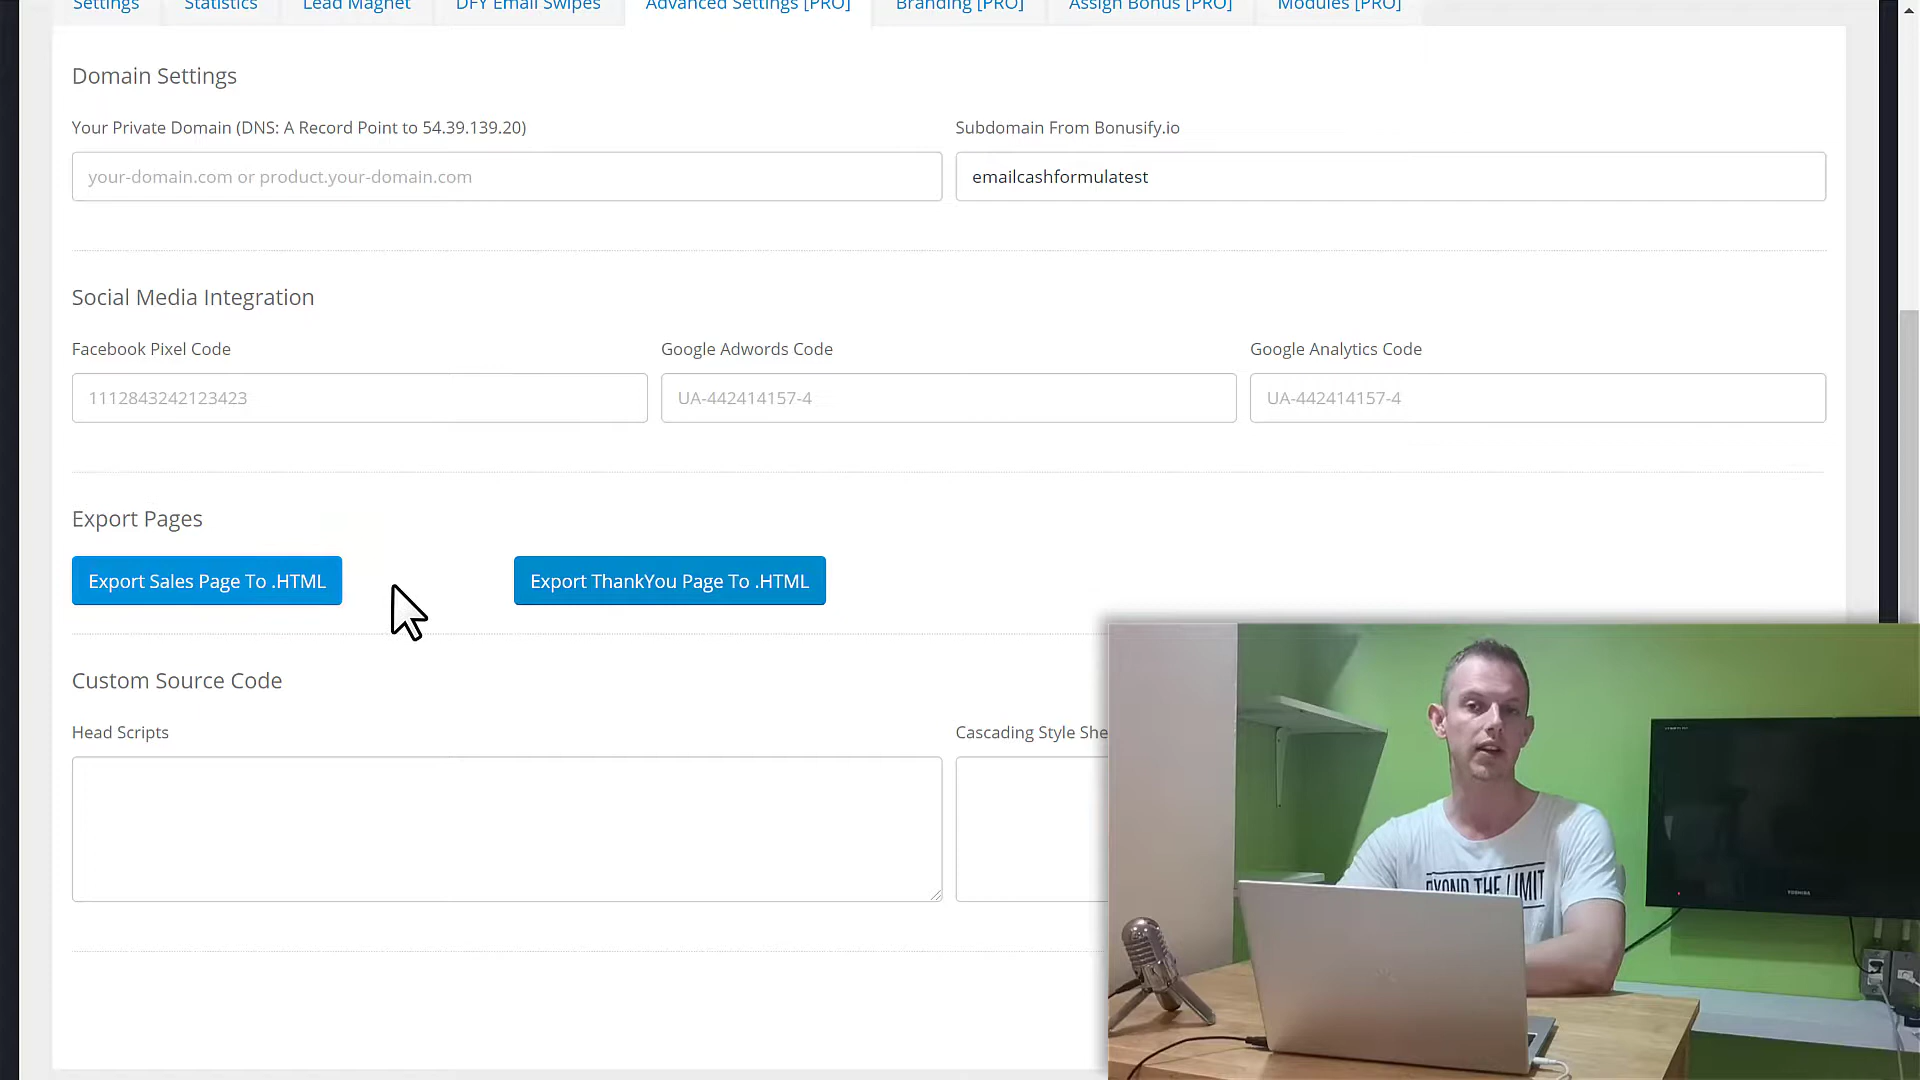 Settings
Statistics
Lead Magnet
DFY Email Swipes
Advanced Settings [PRO]
Branding [PRO]
Assign Bonus [PRO]
Modules [PRO]
Domain Settings
Your Private Domain (DNS: A Record Point to 54.39.139.20)
Subdomain From Bonusify.io
your-domain.com or product.your-domain.com
emailcashformulatest
Social Media Integration
Facebook Pixel Code
Google Adwords Code
Google Analytics Code
1112843242123423
UA-442414157-4
UA-442414157-4
Export Pages
Export Sales Page To .HTML
Export ThankYou Page To .HTML
Custom Source Code
Head Scripts
Cascading Style She
THE LIMIT
TOSHIBA